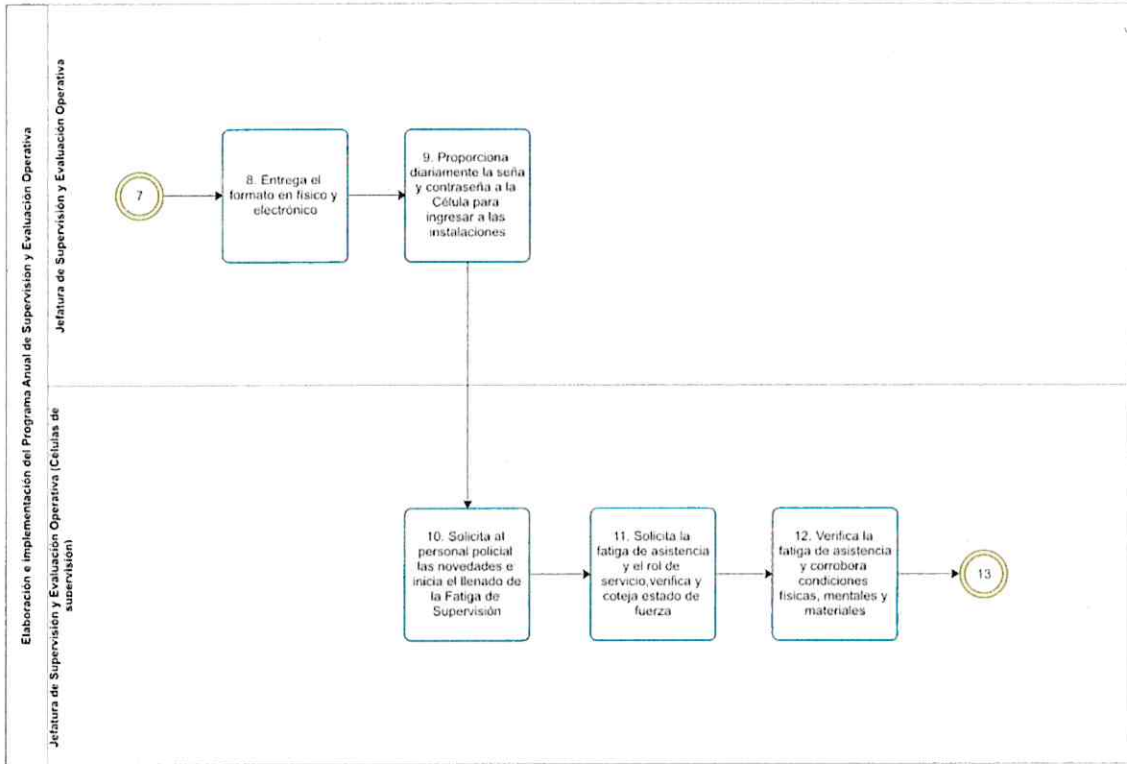 Elaboración e implementación del Programa Anual de Supervisión y Evaluación Operativa
Jefatura de Supervisión y Evaluación Operativa
7
8. Entrega el
formato en físico y
electrónico
9. Proporciona
diariamente la seña
y contraseña a la
Célula para
ingresar a las
instalaciones
Jefatura de Supervisión y Evaluación Operativa (Células de
supervisión)
10. Solicita al
personal policial
las novedades e
inicia el llenado de
la Fatiga de
Supervisión
11. Solicita la
fatiga de asistencia
y el rol de
servicio,verifica y
coteja estado de
fuerza
12. Verifica la
fatiga de asistencia
y corrobora
condiciones
físicas, mentales y
materiales
13